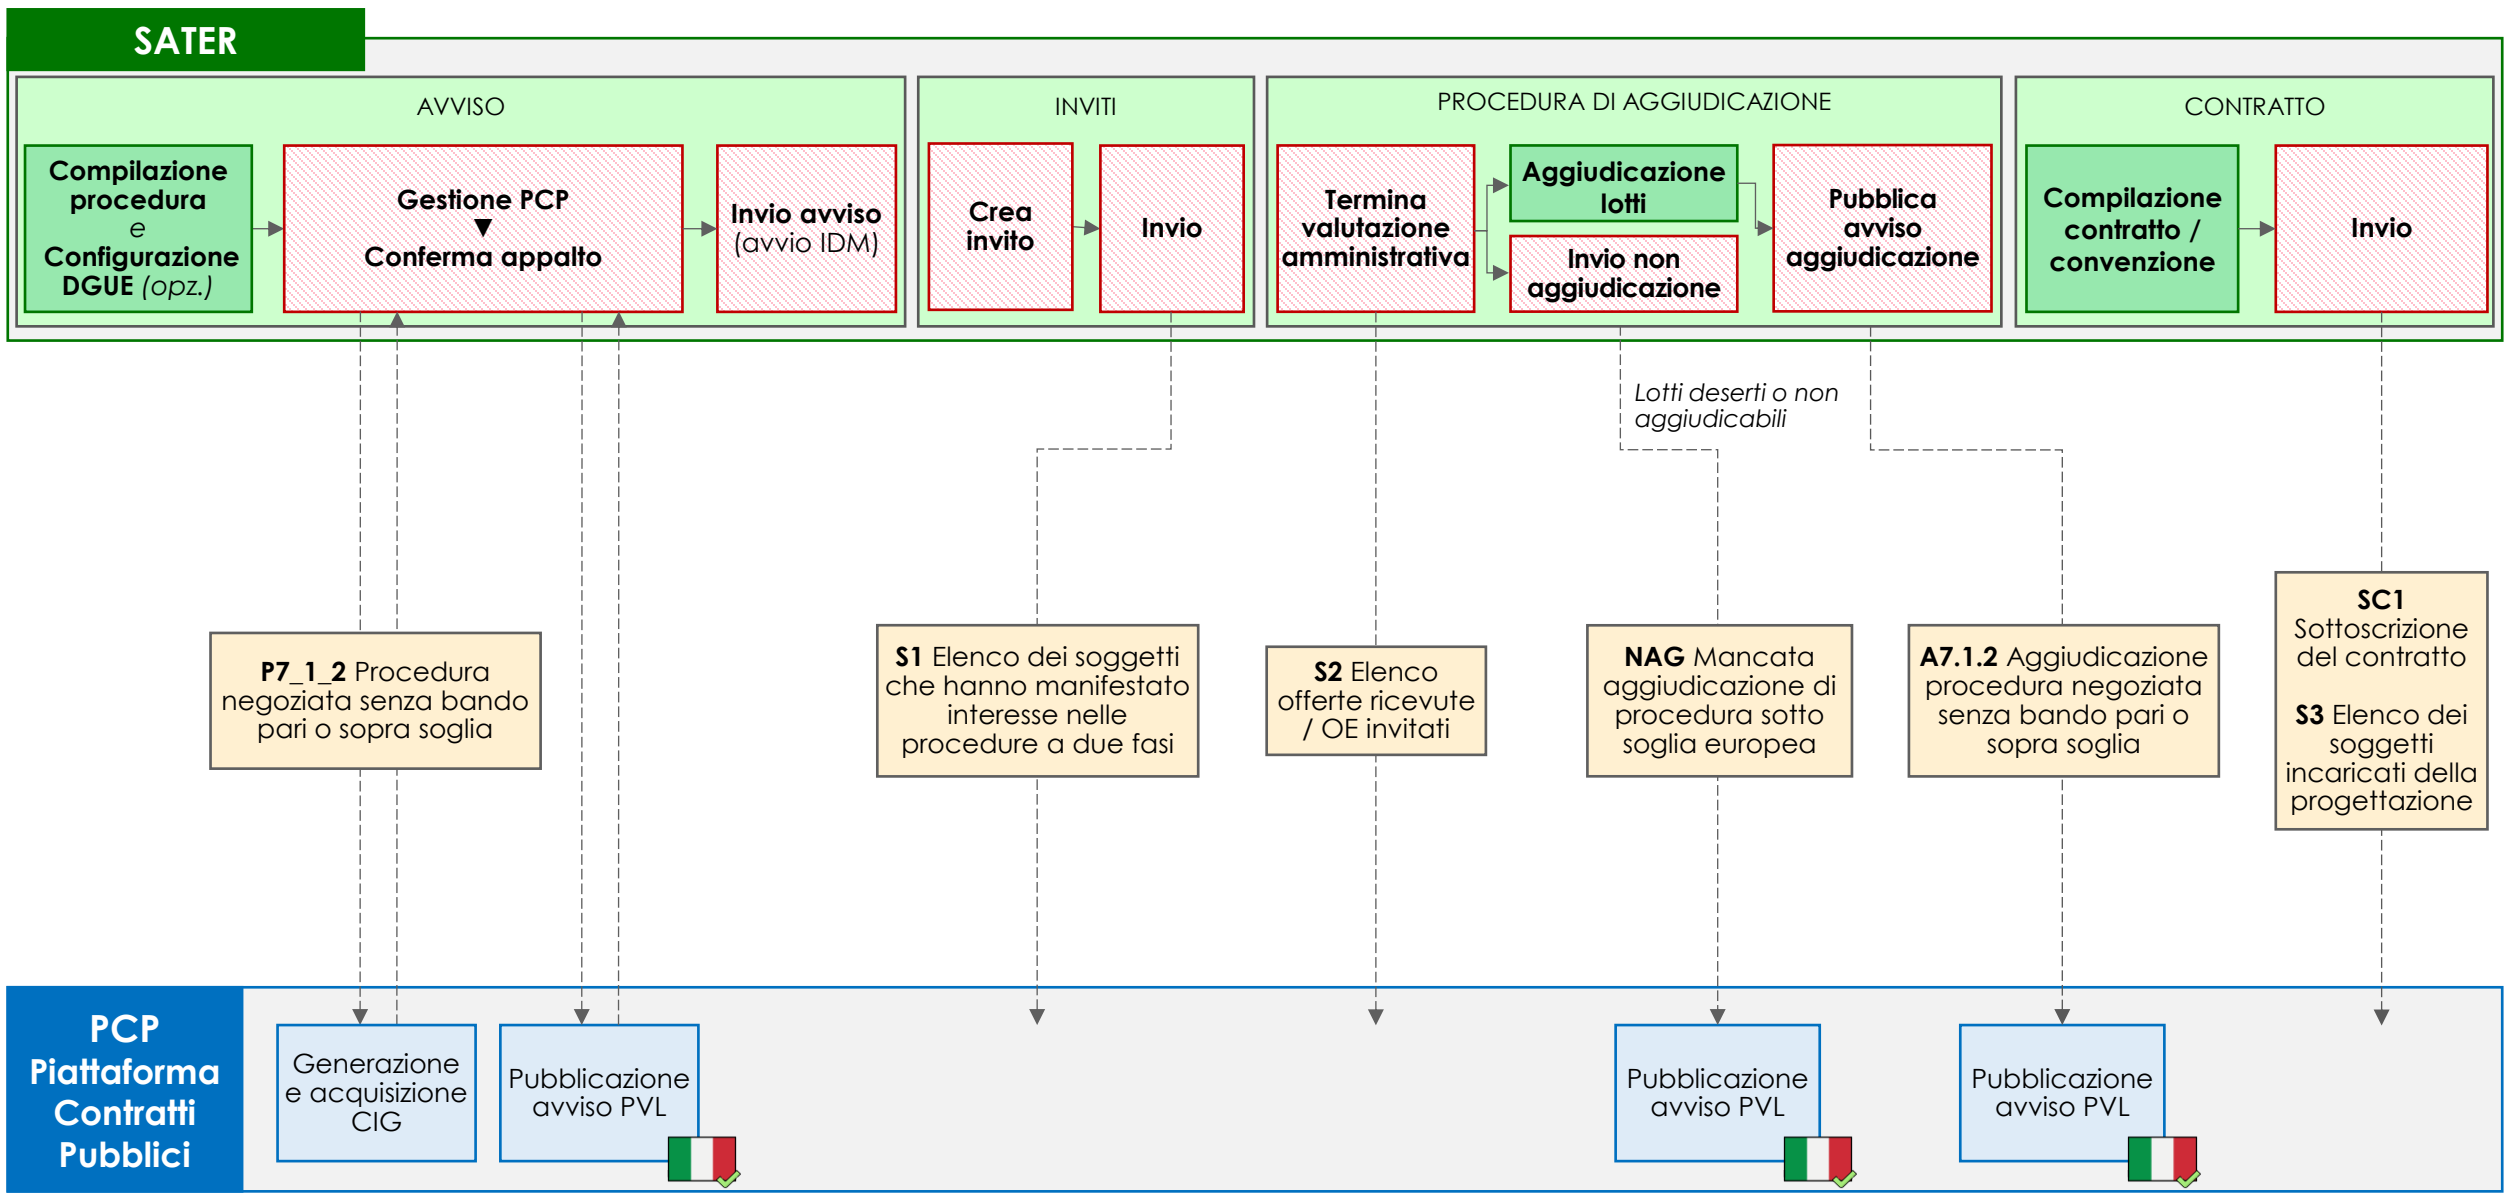 SATER
AVVISO
Compilazione
procedura
e
Configurazione
DGUE (opz.)
Gestione PCP
▼
Conferma appalto
Invio avviso
(avvio IDM)
INVITI
Crea
invito
Invio
PROCEDURA DI AGGIUDICAZIONE
Termina
valutazione
amministrativa
Aggiudicazione
lotti
Invio non
aggiudicazione
Pubblica
avviso
aggiudicazione
CONTRATTO
Compilazione
contratto /
convenzione
Invio
Lotti deserti o non
aggiudicabili
P7_1_2 Procedura
negoziata senza bando
pari o sopra soglia
S1 Elenco dei soggetti
che hanno manifestato
interesse nelle
procedure a due fasi
S2 Elenco
offerte ricevute
/ OE invitati
NAG Mancata
aggiudicazione di
procedura sotto
soglia europea
A7.1.2 Aggiudicazione
procedura negoziata
senza bando pari o
sopra soglia
SC1
Sottoscrizione
del contratto
S3 Elenco dei
soggetti
incaricati della
progettazione
PCP
Piattaforma
Contratti
Pubblici
Generazione
e acquisizione
CIG
Pubblicazione
avviso PVL
Pubblicazione
avviso PVL
Pubblicazione
avviso PVL